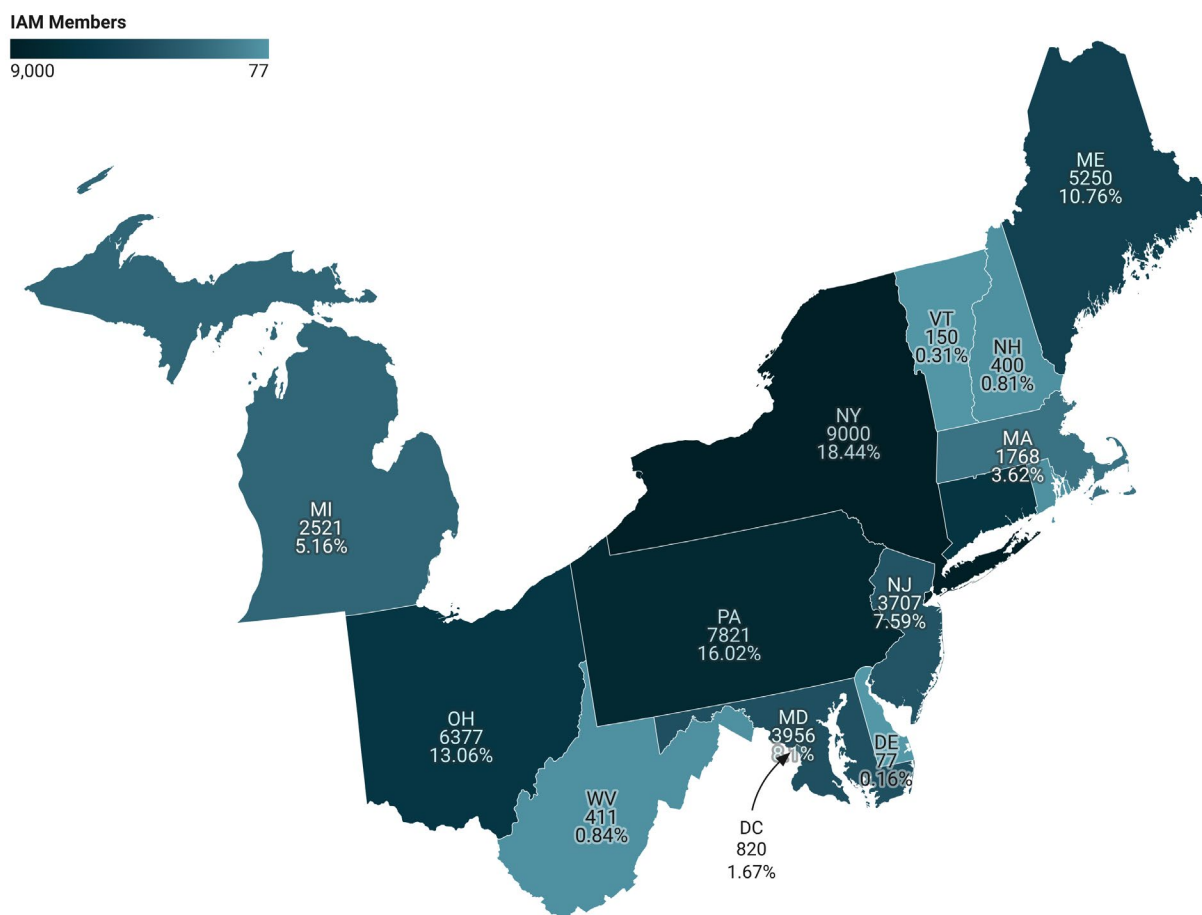 IAM Members
9,000
77
ME
5250
10.76%
VT
150
0.31%
NH
400
0.81%
NY
9000
18.44%
MA
1768
3.62%
MI
2521
5.16%
NJ
3707
7.59%
PA
7821
16.02%
OH
6377
13.06%
MD
3956
8.1%
DE
77
0.16%
WV
411
0.84%
DC
820
1.67%